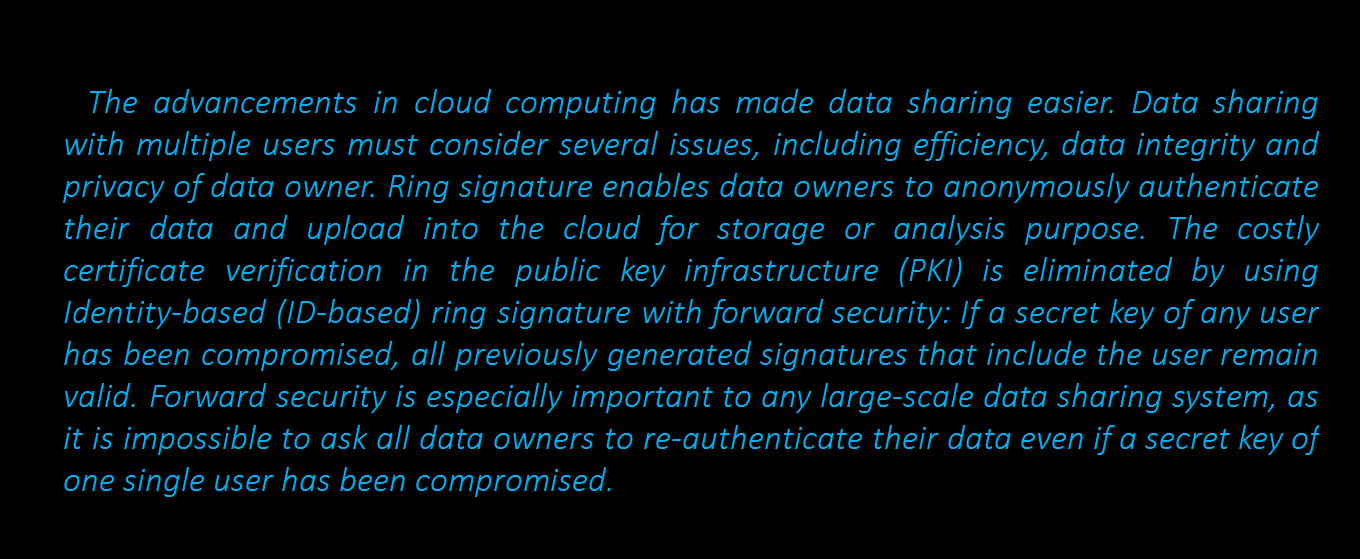 The advancements in cloud computing has made data sharing easier. Data sharing
with multiple users must consider several issues, including efficiency, data integrity and
privacy of data owner. Ring signature enables data owners to anonymously authenticate
their data and upload into the cloud for storage or analysis purpose. The costly
certificate verification in the public key infrastructure (PKI) is eliminated by using
Identity-based (ID-based) ring signature with forward security: If a secret key of any user
has been compromised, all previously generated signatures that include the user remain
valid. Forward security is especially important to any large-scale data sharing system, as
it is impossible to ask all data owners to re-authenticate their data even if a secret key of
one single user has been compromised.